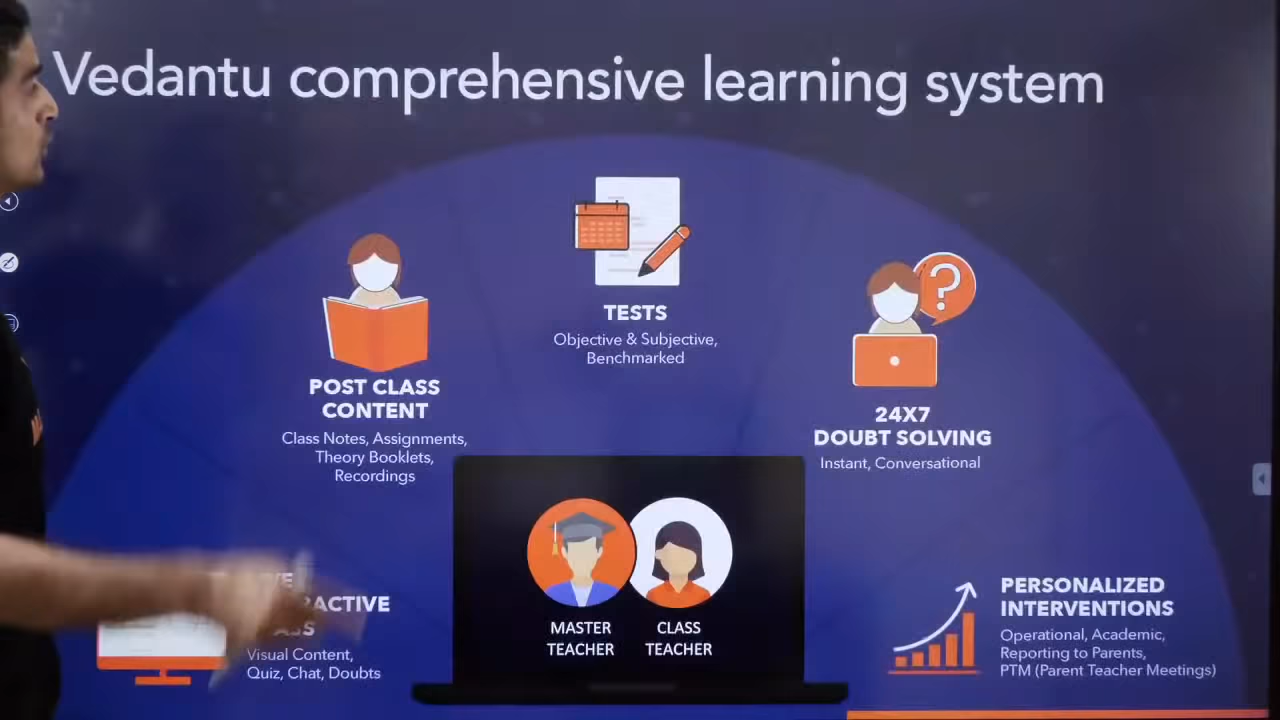 Vedantu comprehensive learning system
TESTS
Objective & Subjective,
Benchmarked
POST CLASS
CONTENT
Class Notes, Assignments,
Theory Booklets,
Recordings
24X7
DOUBT SOLVING
Instant, Conversational
Visual Content,
Quiz, Chat, Doubts
MASTER
TEACHER
CLASS
TEACHER
PERSONALIZED
INTERVENTIONS
Operational, Academic,
Reporting to Parents,
PTM (Parent Teacher Meetings)